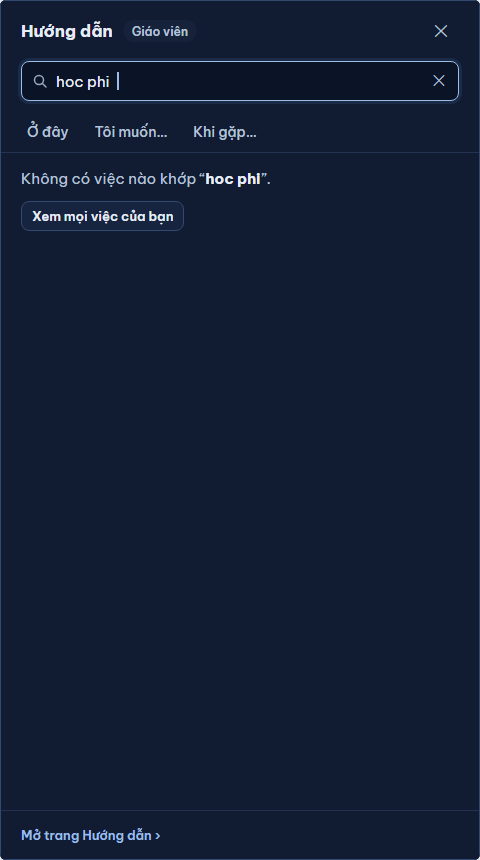 Hướng dẫn Giáo viên
hoc phi
Ở đây Tôi muốn... Khi gặp...
Không có việc nào khớp “hoc phi”.
Xem mọi việc của bạn
Mở trang Hướng dẫn ›